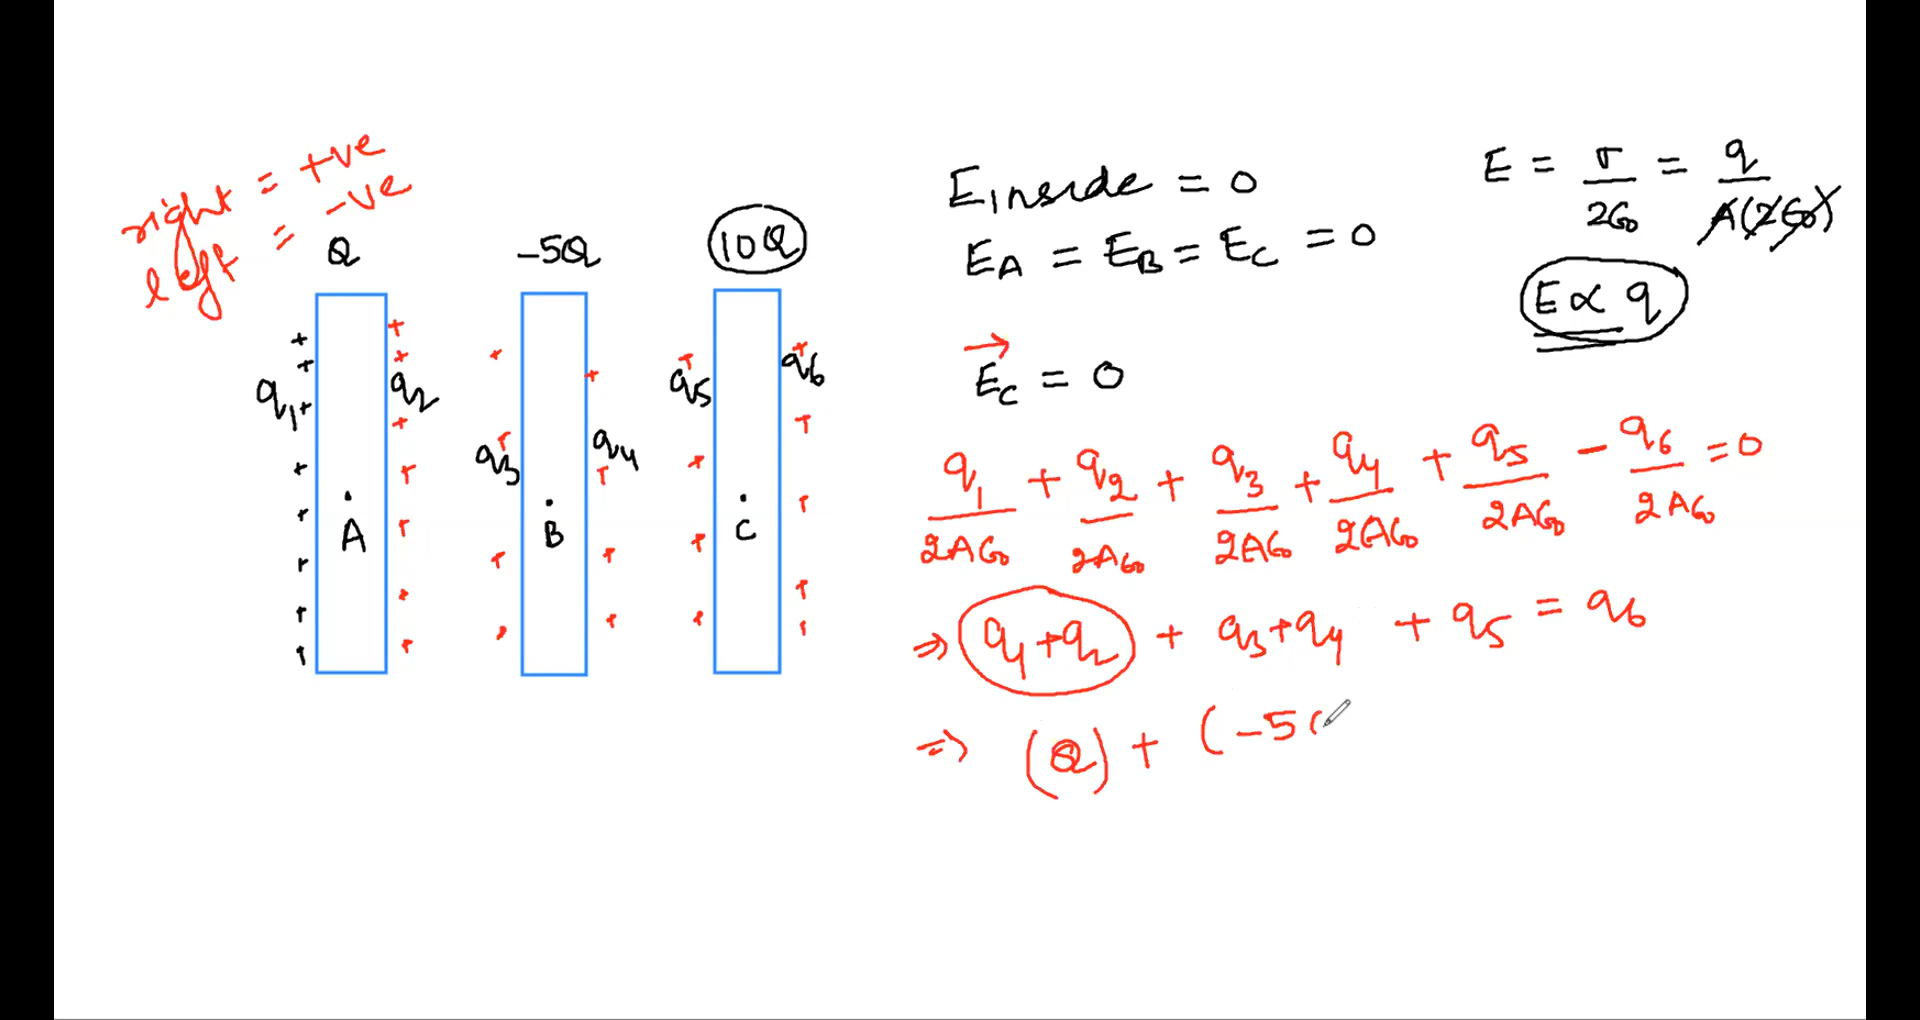 right = +ve
left = -ve
Q
-5Q
10Q
q1
q2
q3
q4
q5
q6
A
B
C
Einside = 0
EA = EB = EC = 0
E = σ/2ϵ0 = q/A(2ϵ0)
E ∝ q
→EC = 0
q1/2Aϵ0 + q2/2Aϵ0 + q3/2Aϵ0 + q4/2Aϵ0 + q5/2Aϵ0 - q6/2Aϵ0 = 0
⇒ q1+q2 + q3+q4 + q5 = q6
⇒ (Q) + (-5